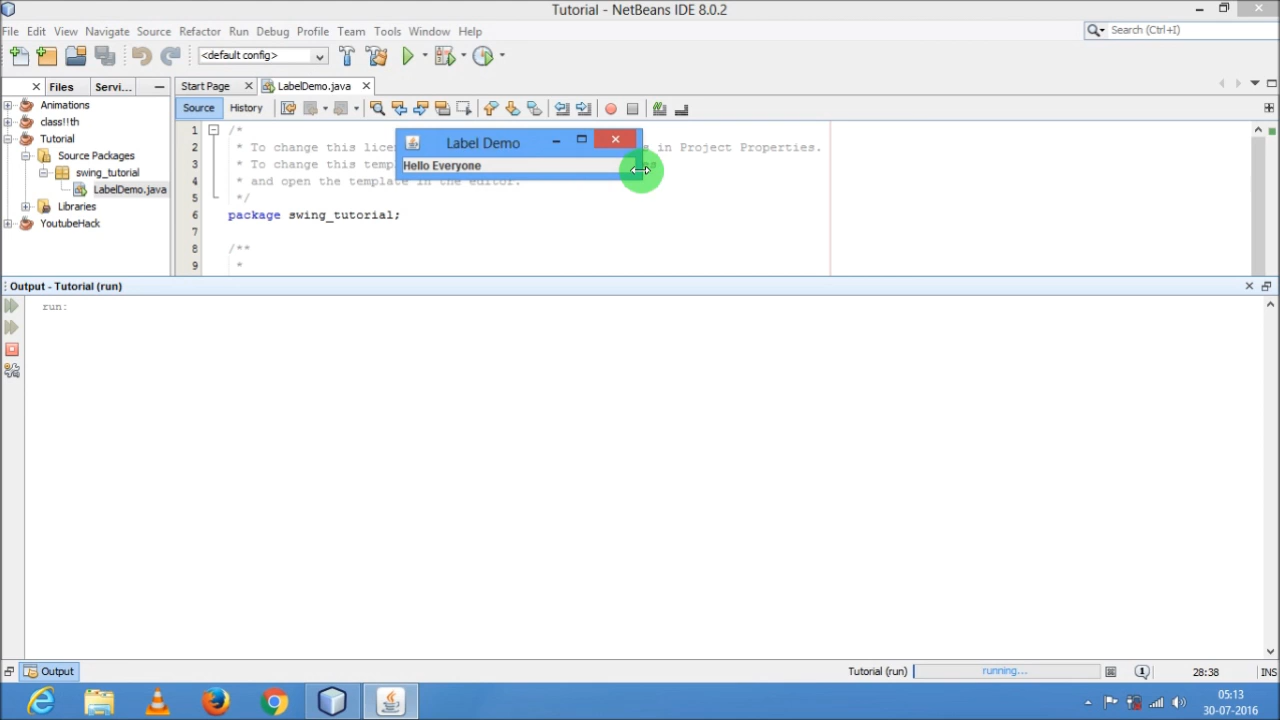 Tutorial - NetBeans IDE 8.0.2
File Edit View Navigate Source Refactor Run Debug Profile Team Tools Window Help
Search (Ctrl+I)
<default config>
Files Servi... Start Page LabelDemo.java
Animations
class!!th
Tutorial
Source Packages
swing_tutorial
LabelDemo.java
Libraries
YoutubeHack
Source History
Label Demo
Hello Everyone
1 /*
2 * To change this lice in Project Properties.
3 * To change this temp
4 * and open the template in the editor.
5 */
6 package swing_tutorial;
7
8 /**
9 *
Output - Tutorial (run)
run:
Output
Tutorial (run) running... 1 28:38 INS
05:13
30-07-2016